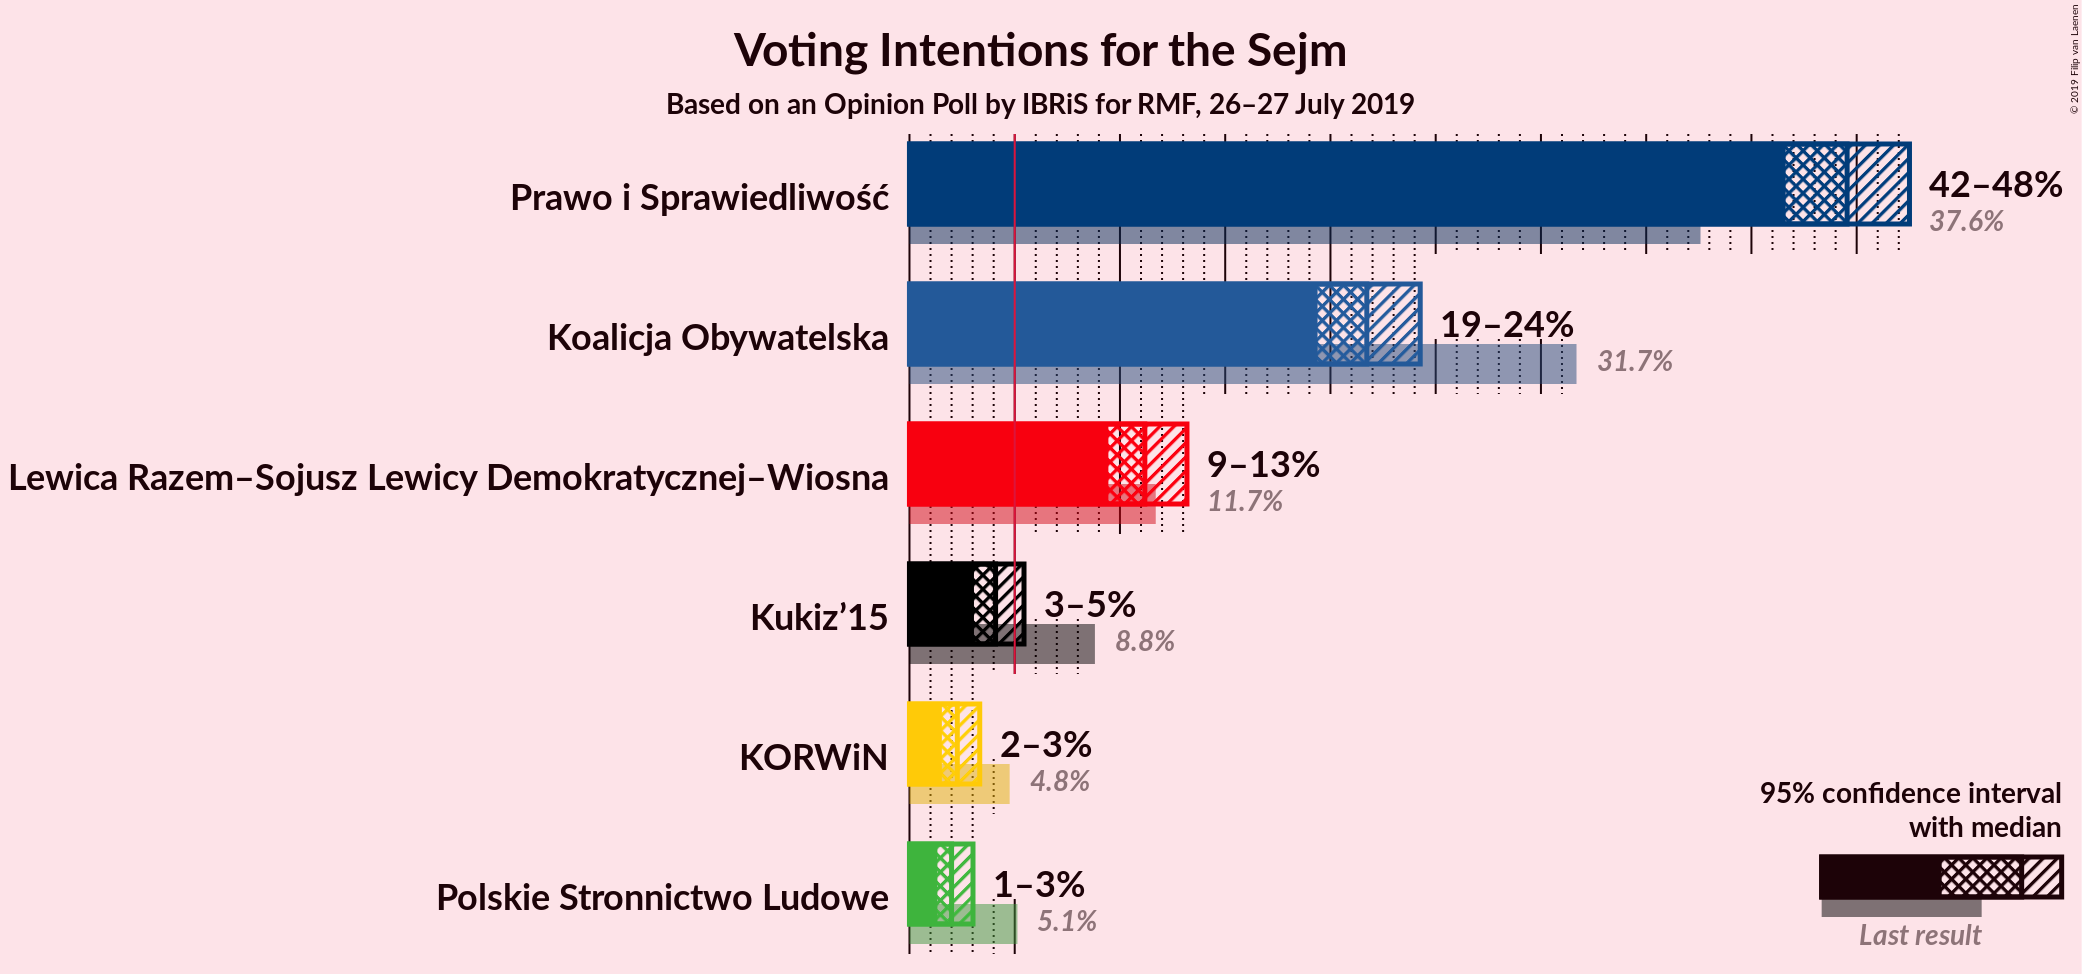 Voting Intentions for the Sejm
Based on an Opinion Poll by IBRiS for RMF, 26–27 July 2019
© 2019 Filip van Laenen
Prawo i Sprawiedliwość
42–48%
37.6%
Koalicja Obywatelska
19–24%
31.7%
Lewica Razem–Sojusz Lewicy Demokratycznej–Wiosna
9–13%
11.7%
Kukiz’15
3–5%
8.8%
KORWiN
2–3%
4.8%
Polskie Stronnictwo Ludowe
1–3%
5.1%
95% confidence interval
with median
Last result